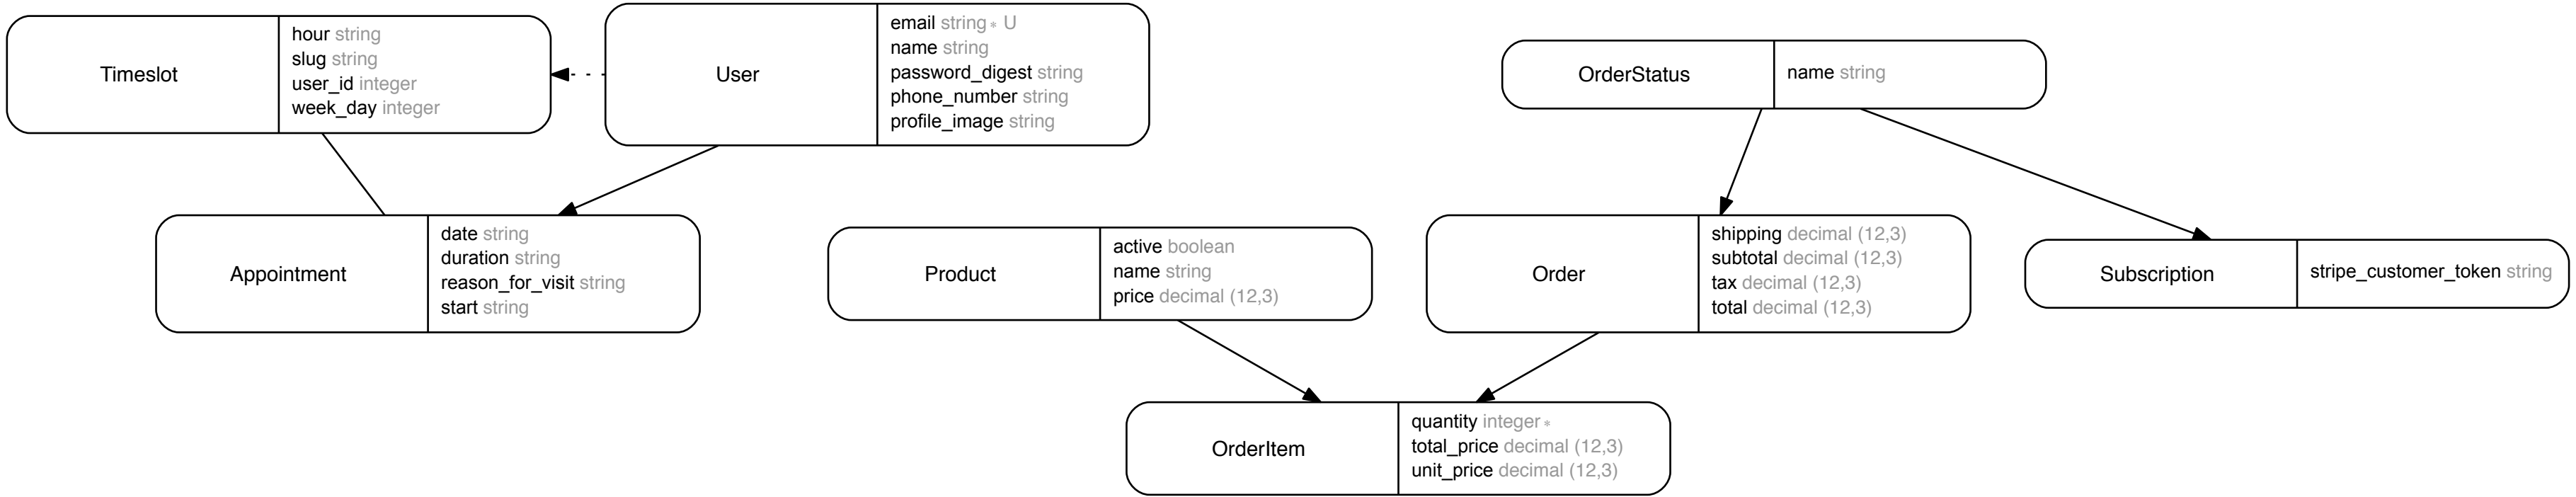 Timeslot
hour string
slug string
user_id integer
week_day integer
User
email string* U
name string
password_digest string
phone_number string
profile_image string
OrderStatus
name string
Appointment
date string
duration string
reason_for_visit string
start string
Product
active boolean
name string
price decimal (12,3)
Order
shipping decimal (12,3)
subtotal decimal (12,3)
tax decimal (12,3)
total decimal (12,3)
Subscription
stripe_customer_token string
OrderItem
quantity integer*
total_price decimal (12,3)
unit_price decimal (12,3)